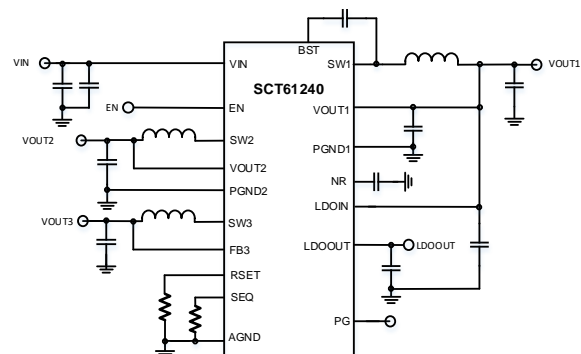 BST
VIN
VIN
SW1
VOUT1
SCT61240
EN
EN
VOUT1
SW2
VOUT2
VOUT2
PGND1
PGND2
NR
LDOIN
VOUT3
SW3
FB3
LDOOUT
LDOOUT
RSET
SEQ
PG
AGND